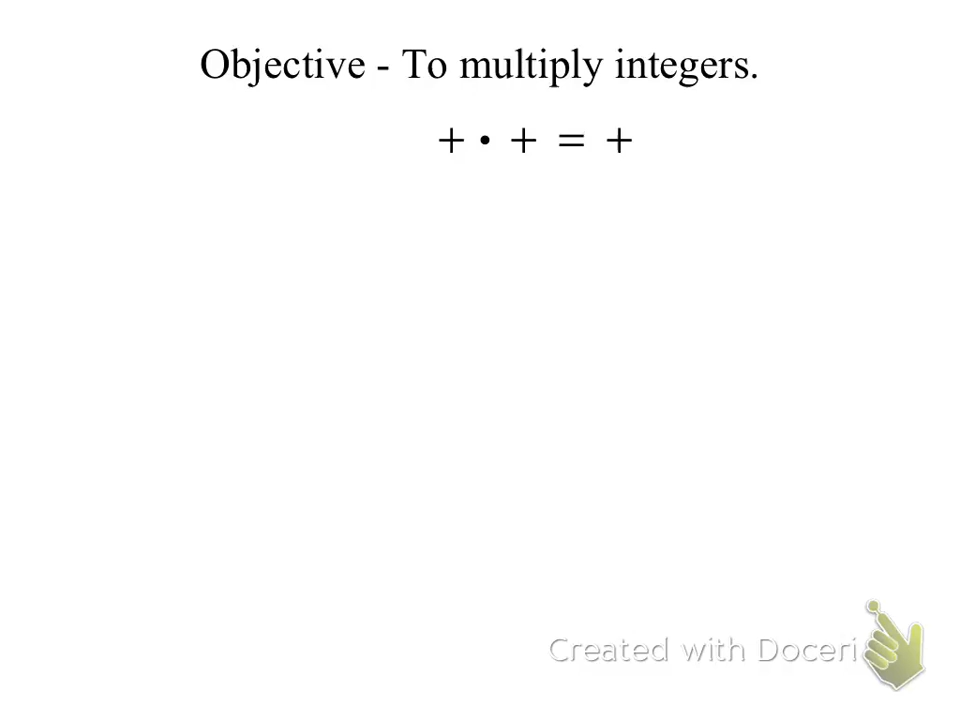 Objective - To multiply integers.
+ • + = +
Created with Doceri